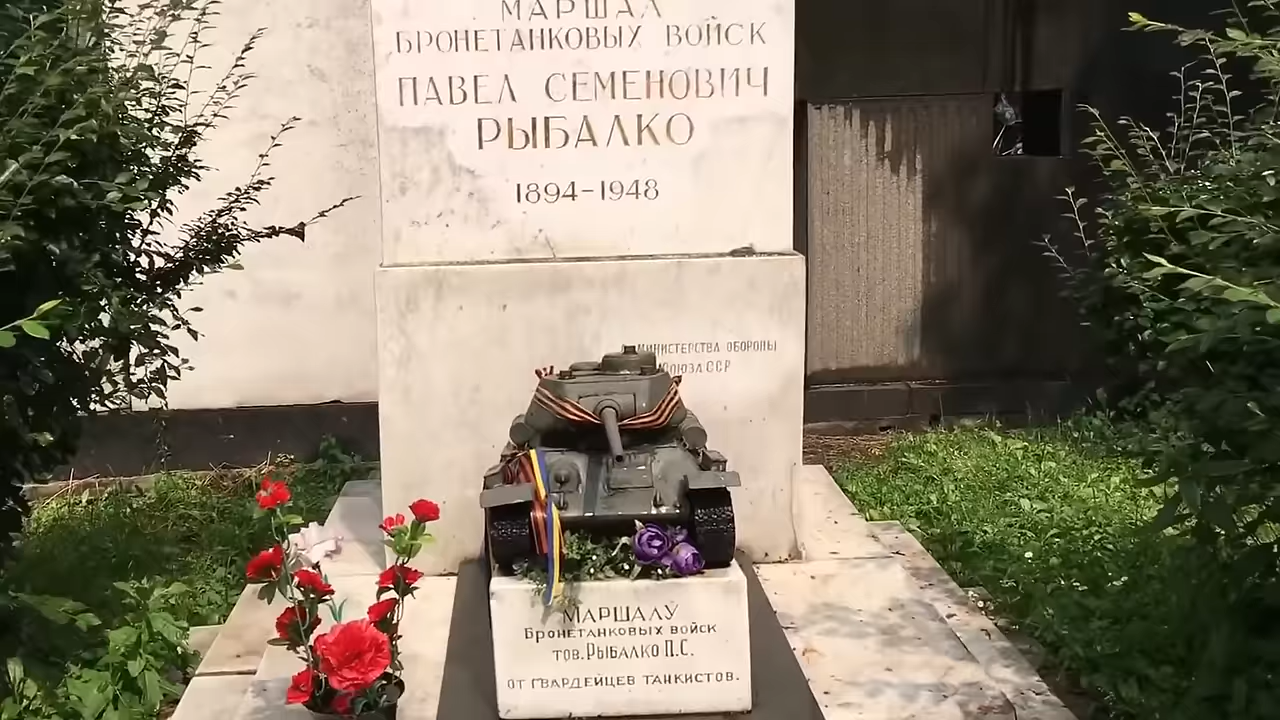 МАРШАЛ
БРОНЕТАНКОВЫХ ВОЙСК
ПАВЕЛ СЕМЕНОВИЧ
РЫБАЛКО
1894-1948
МИНИСТЕРСТВА ОБОРОНЫ
СОЮЗА ССР
МАРШАЛУ
БРОНЕТАНКОВЫХ ВОЙСК
ТОВ. РЫБАЛКО П.С.
ОТ ГВАРДЕЙЦЕВ ТАНКИСТОВ.